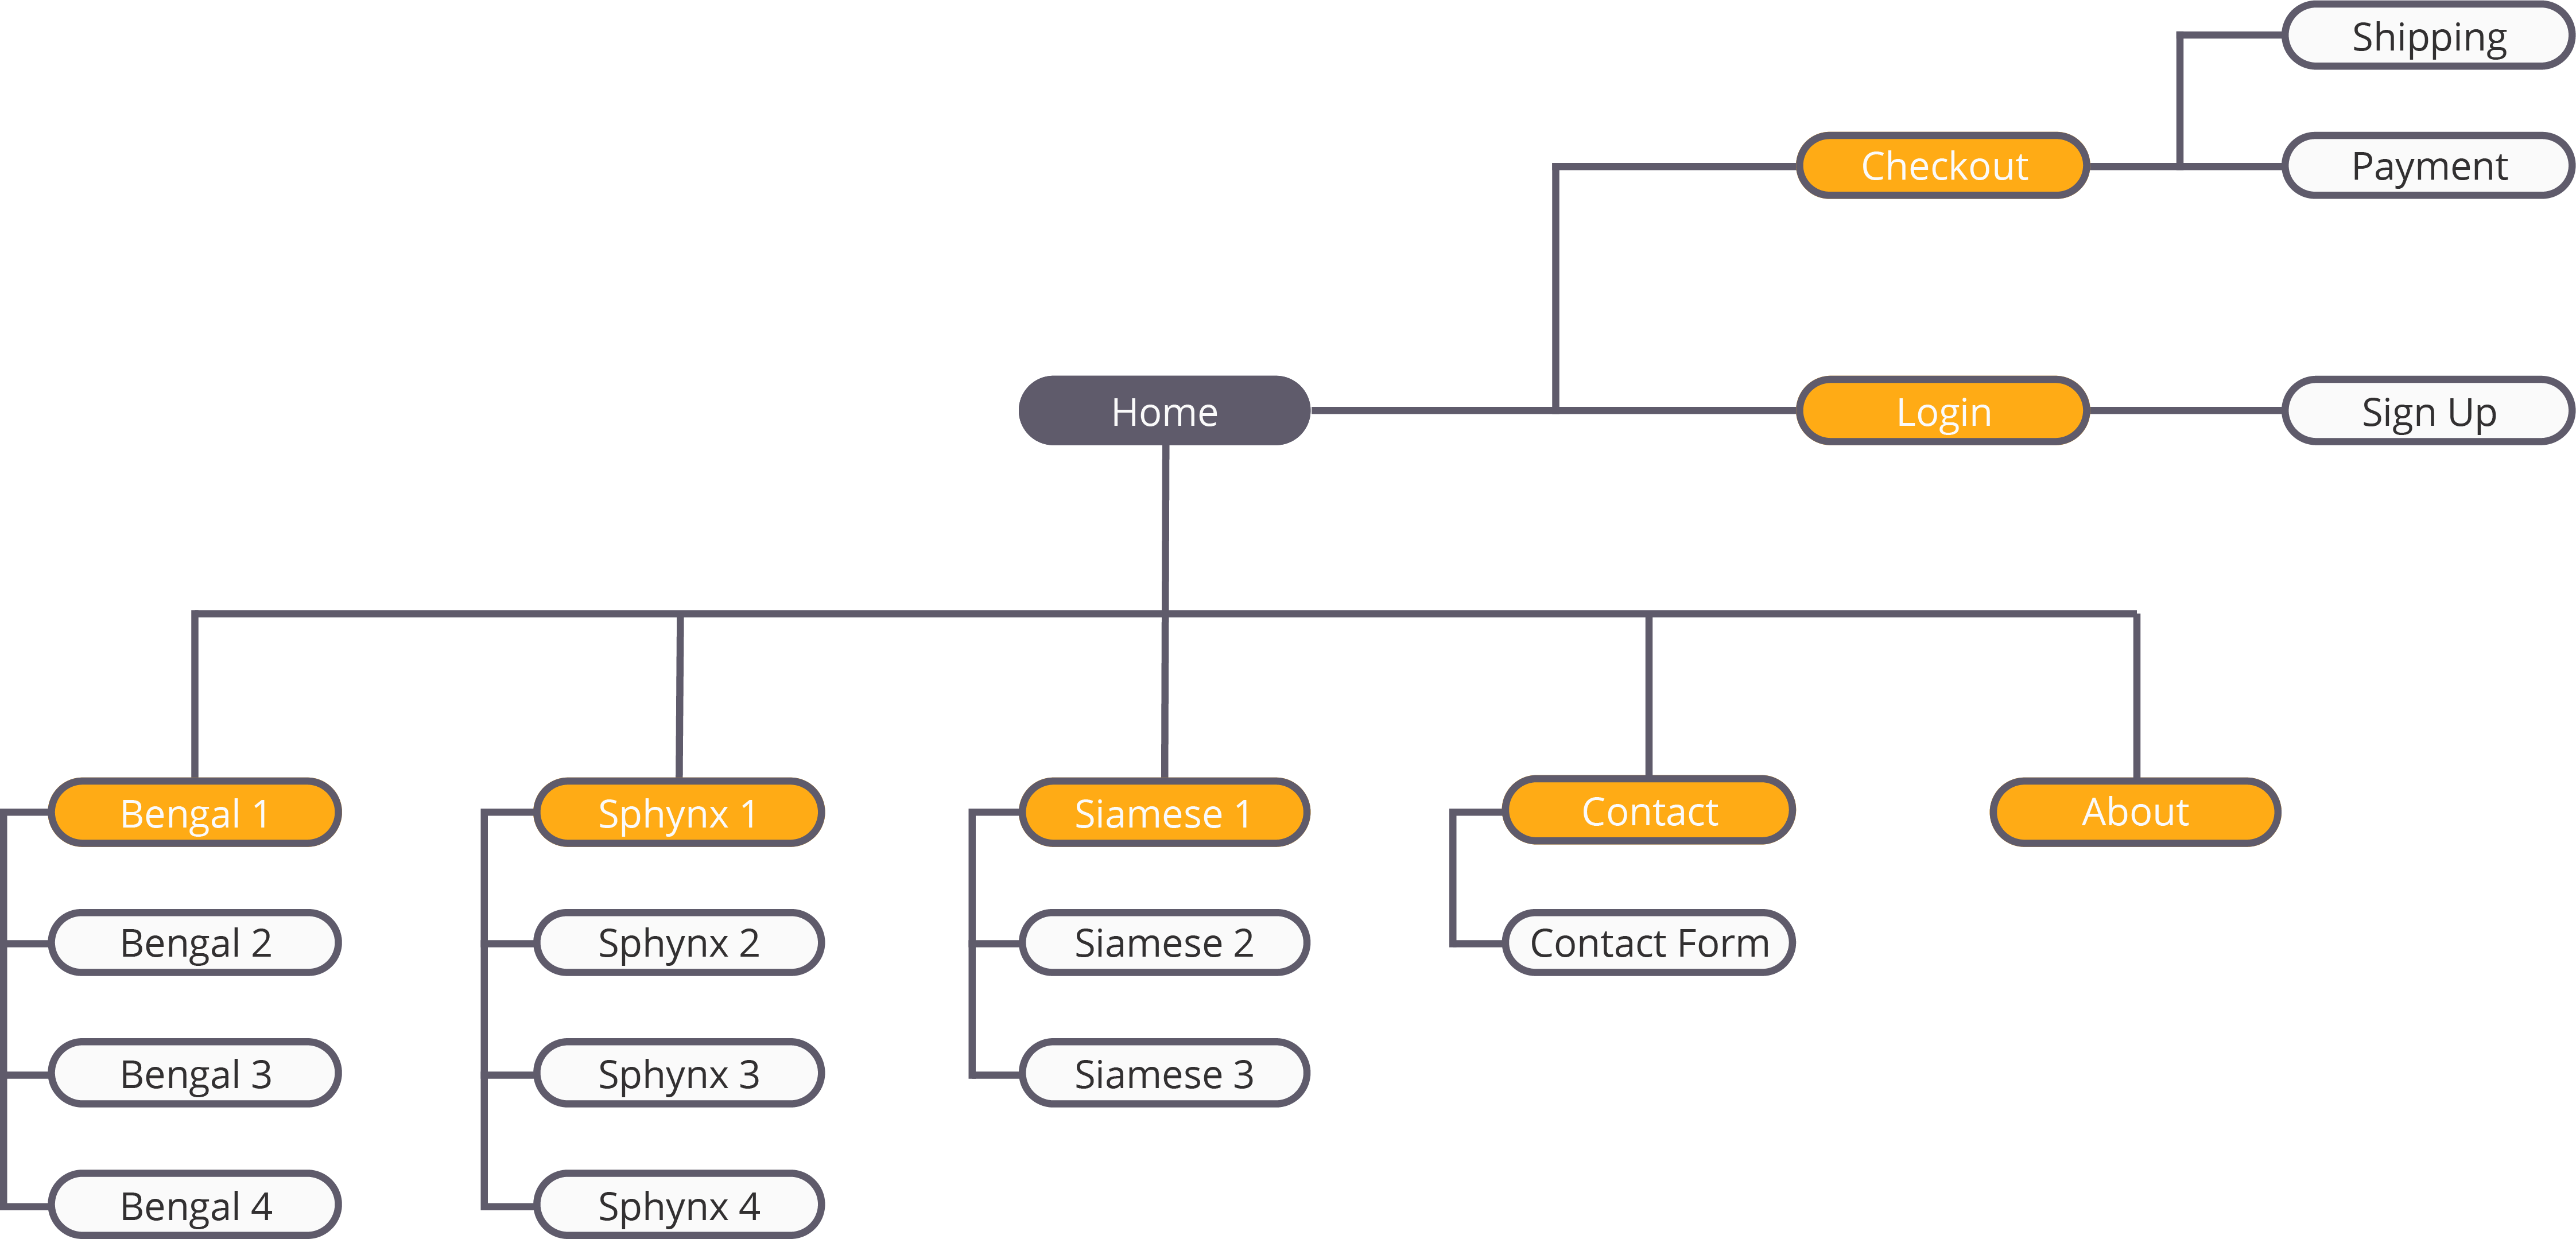 Shipping
Checkout
Payment
Home
Login
Sign Up
Bengal 1
Sphynx 1
Siamese 1
Contact
About
Bengal 2
Sphynx 2
Siamese 2
Contact Form
Bengal 3
Sphynx 3
Siamese 3
Bengal 4
Sphynx 4